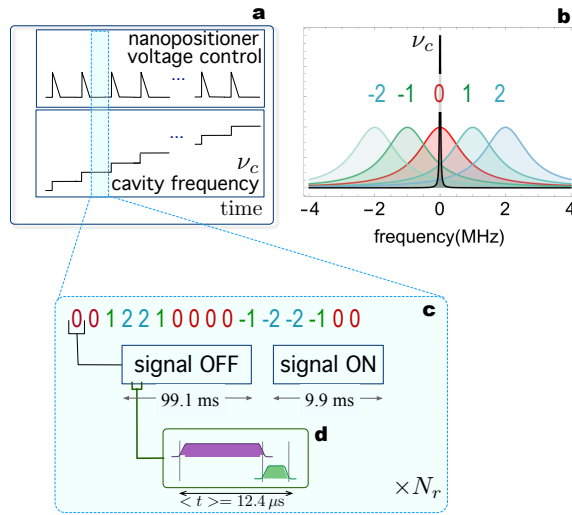 a
nanopositioner
voltage control
...
...
ν_c
cavity frequency
time
b
ν_c
-2 -1 0 1 2
−4 −2 0 2 4
frequency(MHz)
c
0 0 1 2 2 1 0 0 0 0 -1 -2 -2 -1 0 0
signal OFF signal ON
99.1 ms 9.9 ms
d
< t >= 12.4 μs
×N_r